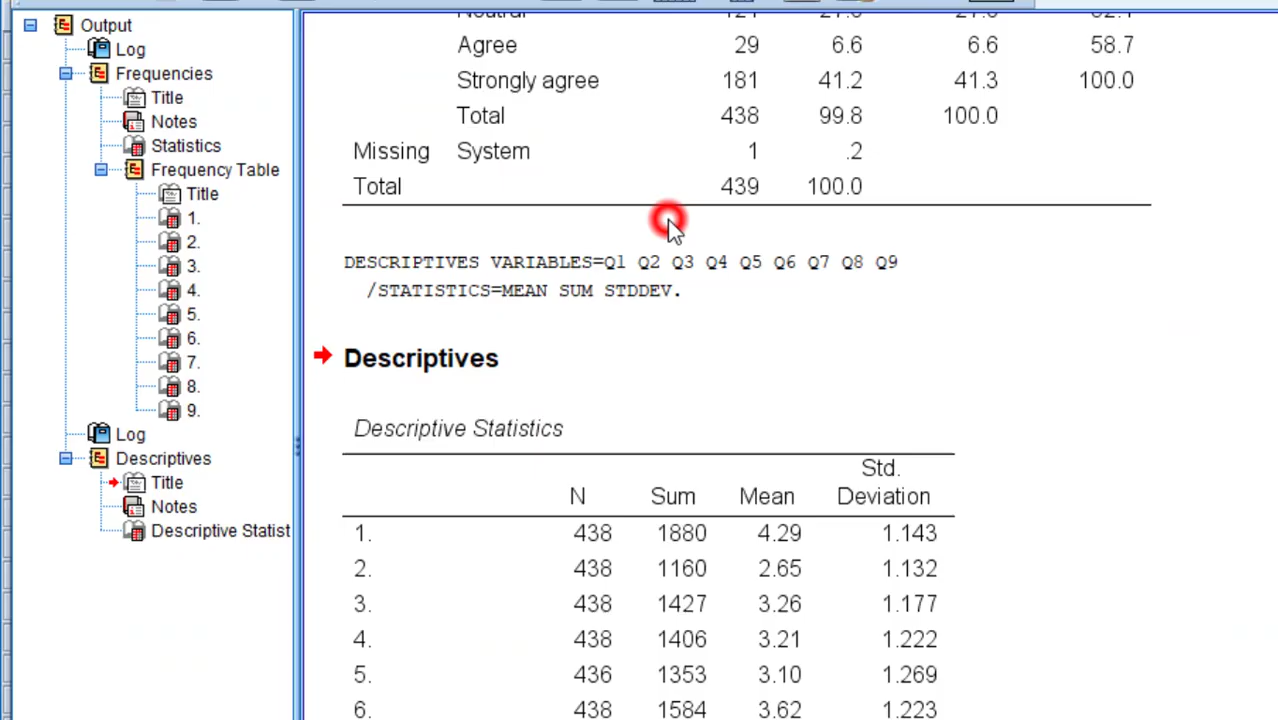 Output
Log
Frequencies
Title
Notes
Statistics
Frequency Table
Title
1.
2.
3.
4.
5.
6.
7.
8.
9.
Log
Descriptives
Title
Notes
Descriptive Statist
Agree 29 6.6 6.6 58.7
Strongly agree 181 41.2 41.3 100.0
Total 438 99.8 100.0
Missing System 1 .2
Total 439 100.0
DESCRIPTIVES VARIABLES=Q1 Q2 Q3 Q4 Q5 Q6 Q7 Q8 Q9
/STATISTICS=MEAN SUM STDDEV.
Descriptives
Descriptive Statistics
N Sum Mean Std. Deviation
1. 438 1880 4.29 1.143
2. 438 1160 2.65 1.132
3. 438 1427 3.26 1.177
4. 438 1406 3.21 1.222
5. 436 1353 3.10 1.269
6. 438 1584 3.62 1.223